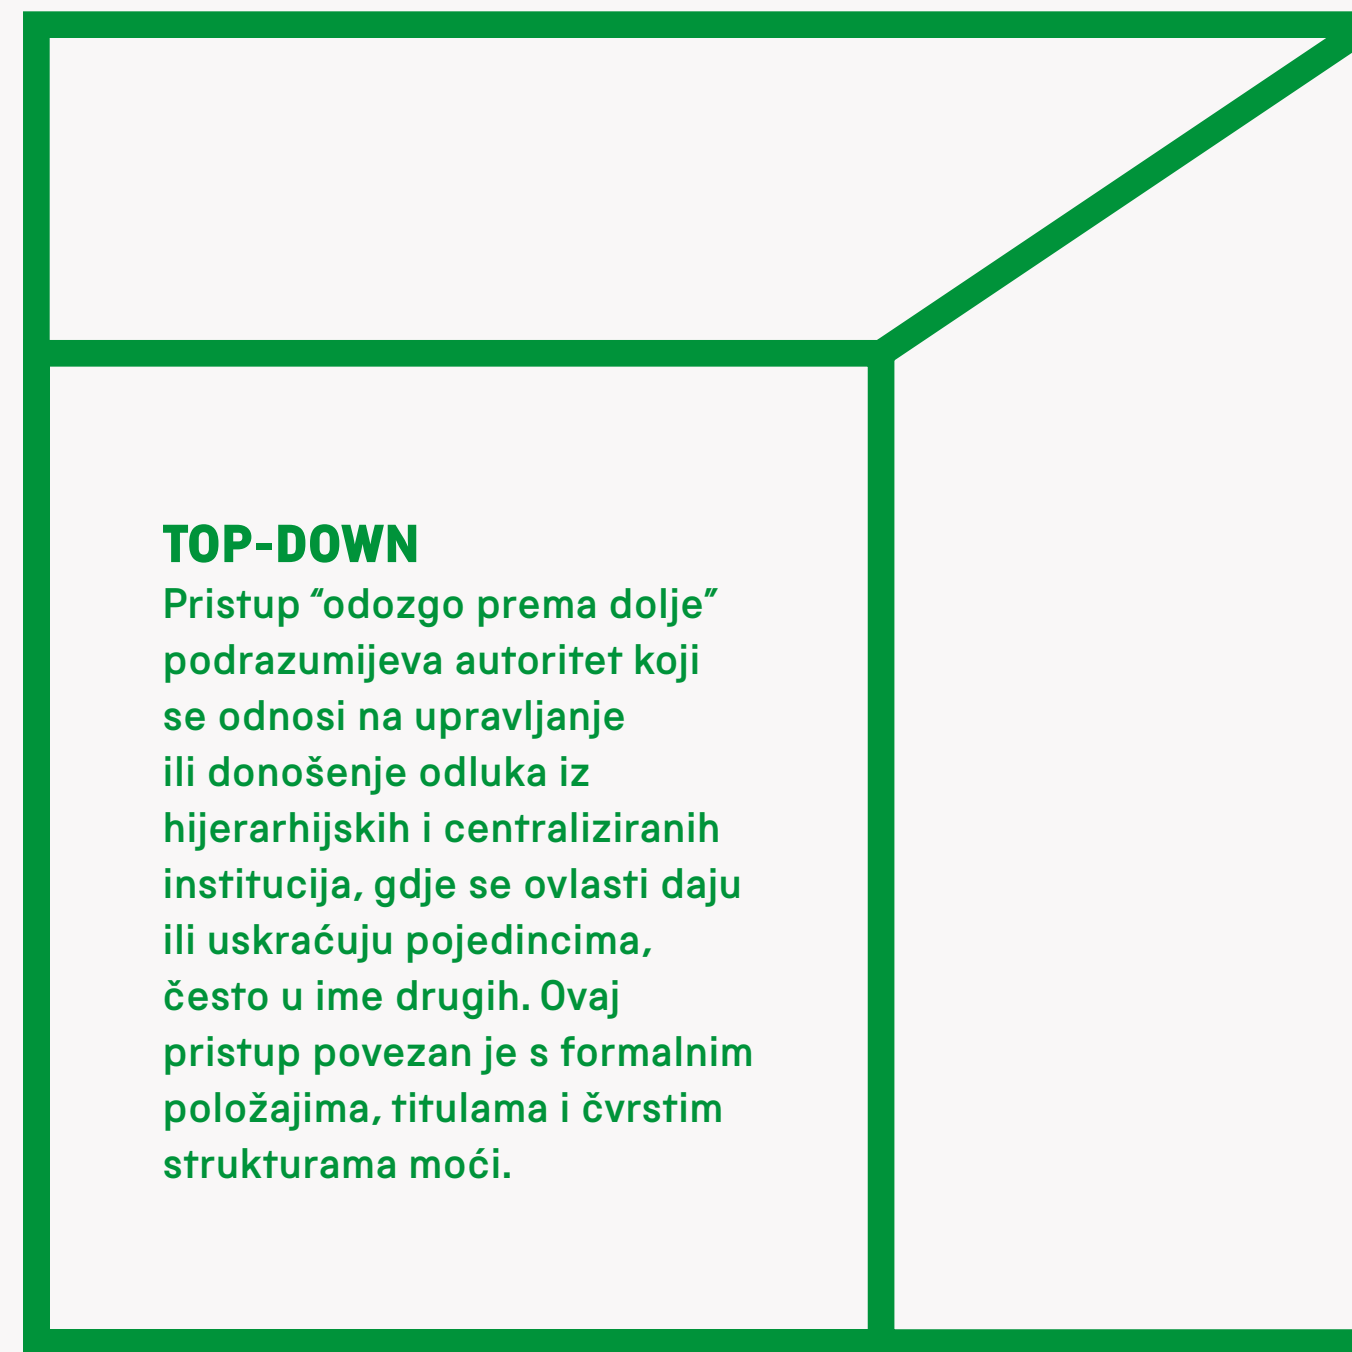 TOP-DOWN
Pristup “odozgo prema dolje”
podrazumijeva autoritet koji
se odnosi na upravljanje
ili donošenje odluka iz
hijerarhijskih i centraliziranih
institucija, gdje se ovlasti daju
ili uskraćuju pojedincima,
često u ime drugih. Ovaj
pristup povezan je s formalnim
položajima, titulama i čvrstim
strukturama moći.